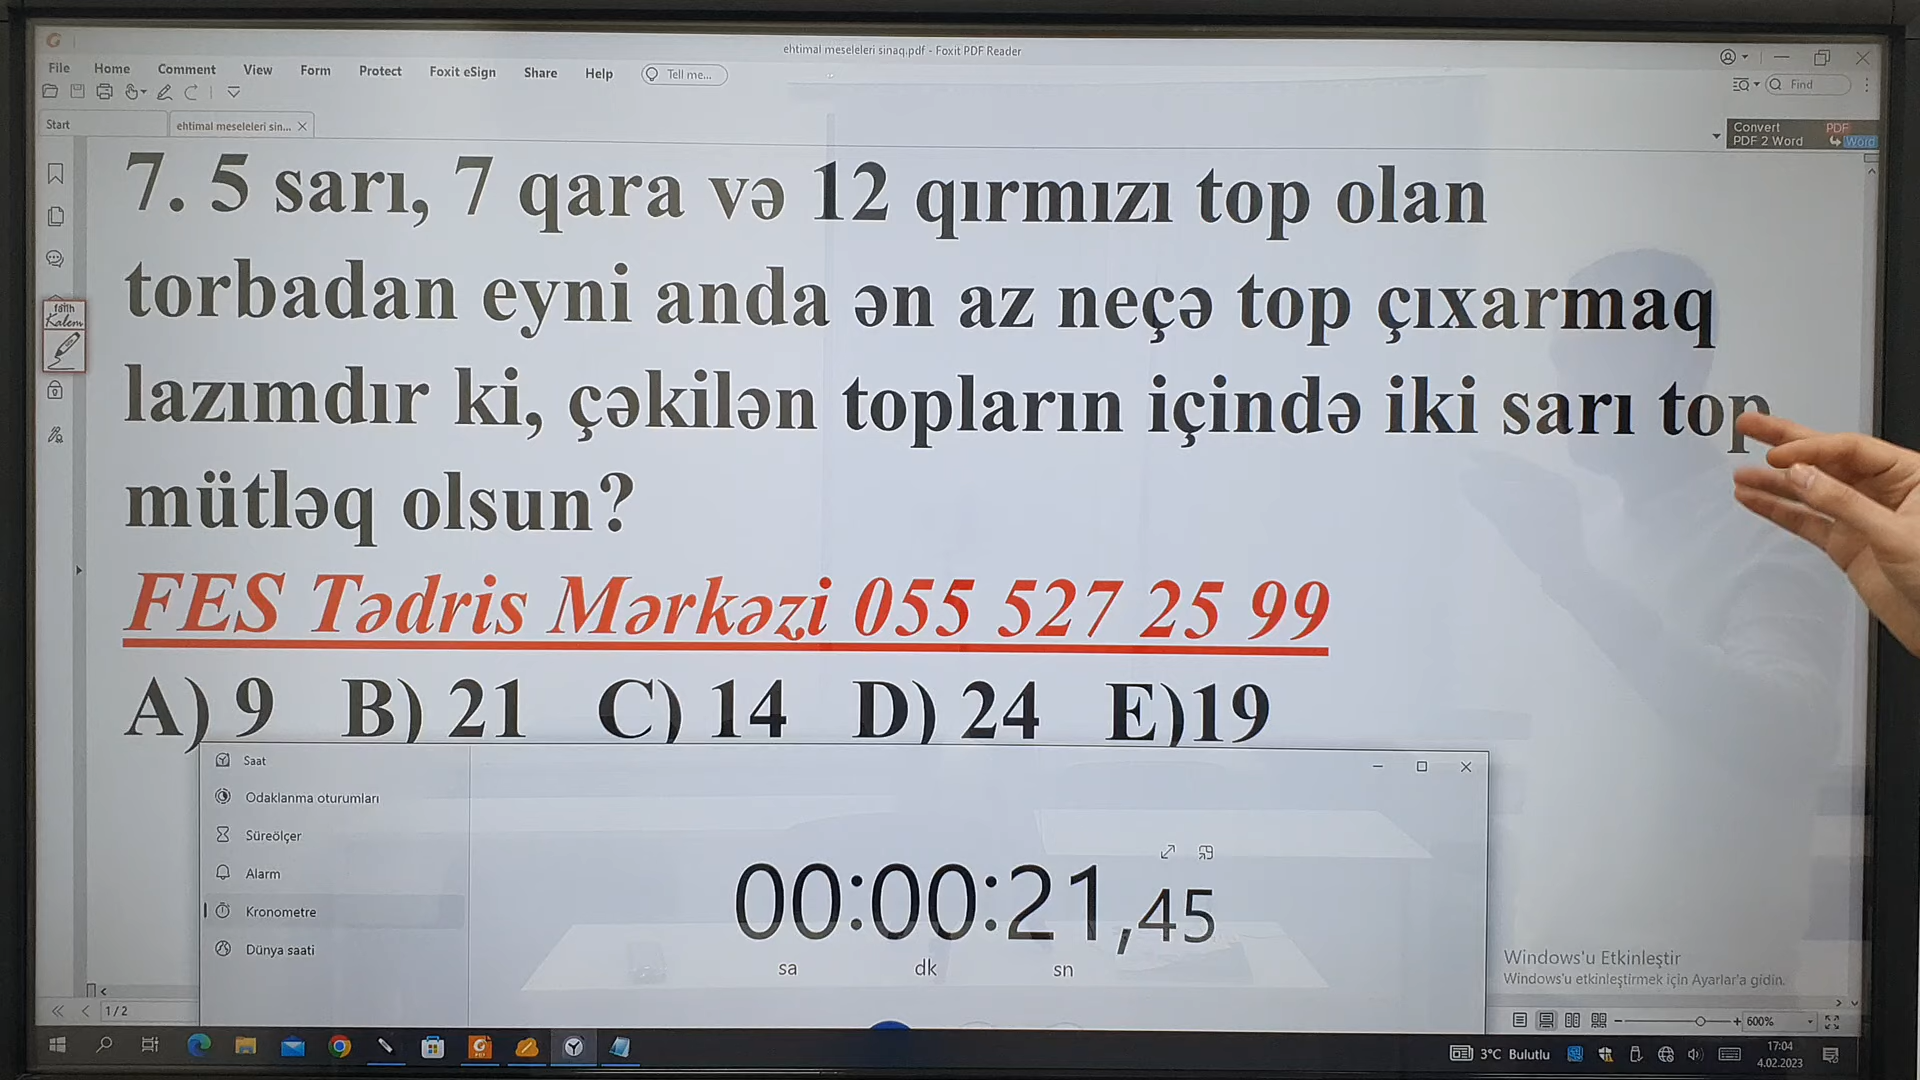 ehtimal meseleleri sinaq.pdf - Foxit PDF Reader
File Home Comment View Form Protect Foxit eSign Share Help Tell me...
Find
Start
ehtimal meseleleri sin...
Convert PDF
PDF 2 Word Word
7. 5 sarı, 7 qara və 12 qırmızı top olan
torbadan eyni anda ən az neçə top çıxarmaq
lazımdır ki, çəkilən topların içində iki sarı top
mütləq olsun?
FES Tədris Mərkəzi 055 527 25 99
A) 9 B) 21 C) 14 D) 24 E)19
fatih
Kalem
Saat
Odaklanma oturumları
Süreölçer
Alarm
Kronometre
Dünya saati
00:00:21,45
sa dk sn
Windows'u Etkinleştir
Windows'u etkinleştirmek için Ayarlar'a gidin.
1/2
600%
3°C Bulutlu
17:04
4.02.2023